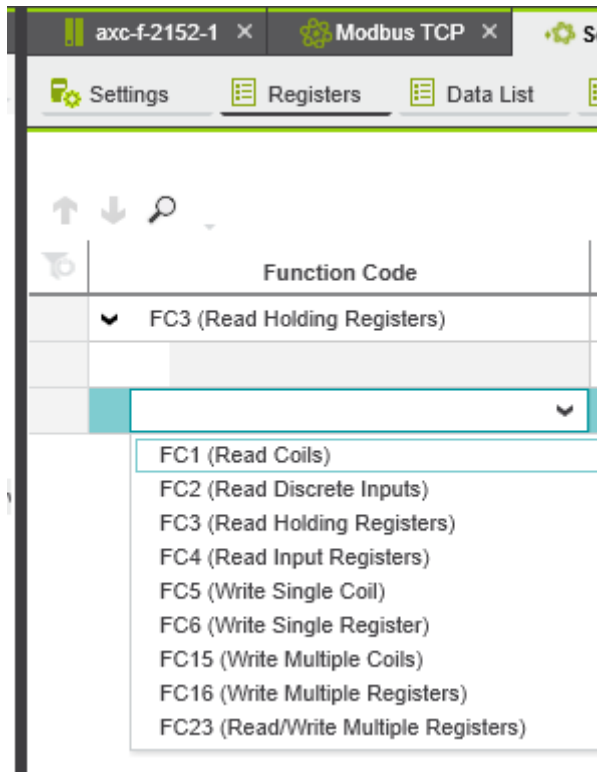 axc-f-2152-1 × Modbus TCP ×
Settings Registers Data List
Function Code
FC3 (Read Holding Registers)
FC1 (Read Coils)
FC2 (Read Discrete Inputs)
FC3 (Read Holding Registers)
FC4 (Read Input Registers)
FC5 (Write Single Coil)
FC6 (Write Single Register)
FC15 (Write Multiple Coils)
FC16 (Write Multiple Registers)
FC23 (Read/Write Multiple Registers)